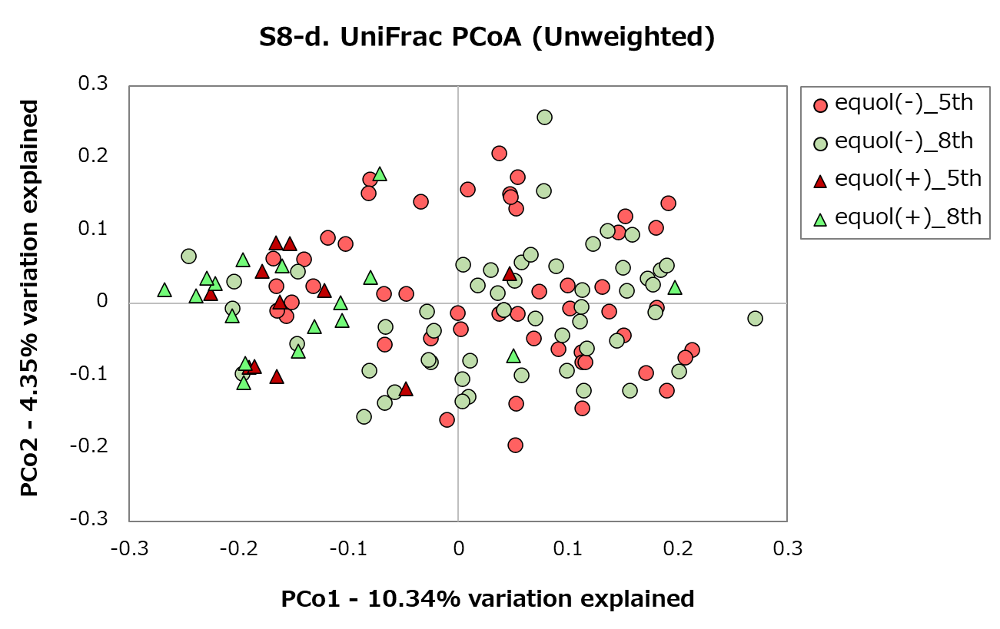 S8-d. UniFrac PCoA (Unweighted)
PCo2 - 4.35% variation explained
0.3
0.2
0.1
0
-0.1
-0.2
-0.3
-0.3
-0.2
-0.1
0
0.1
0.2
0.3
PCo1 - 10.34% variation explained
equol(-)_5th
equol(-)_8th
equol(+)_5th
equol(+)_8th